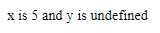 x is 5 and y is undefined